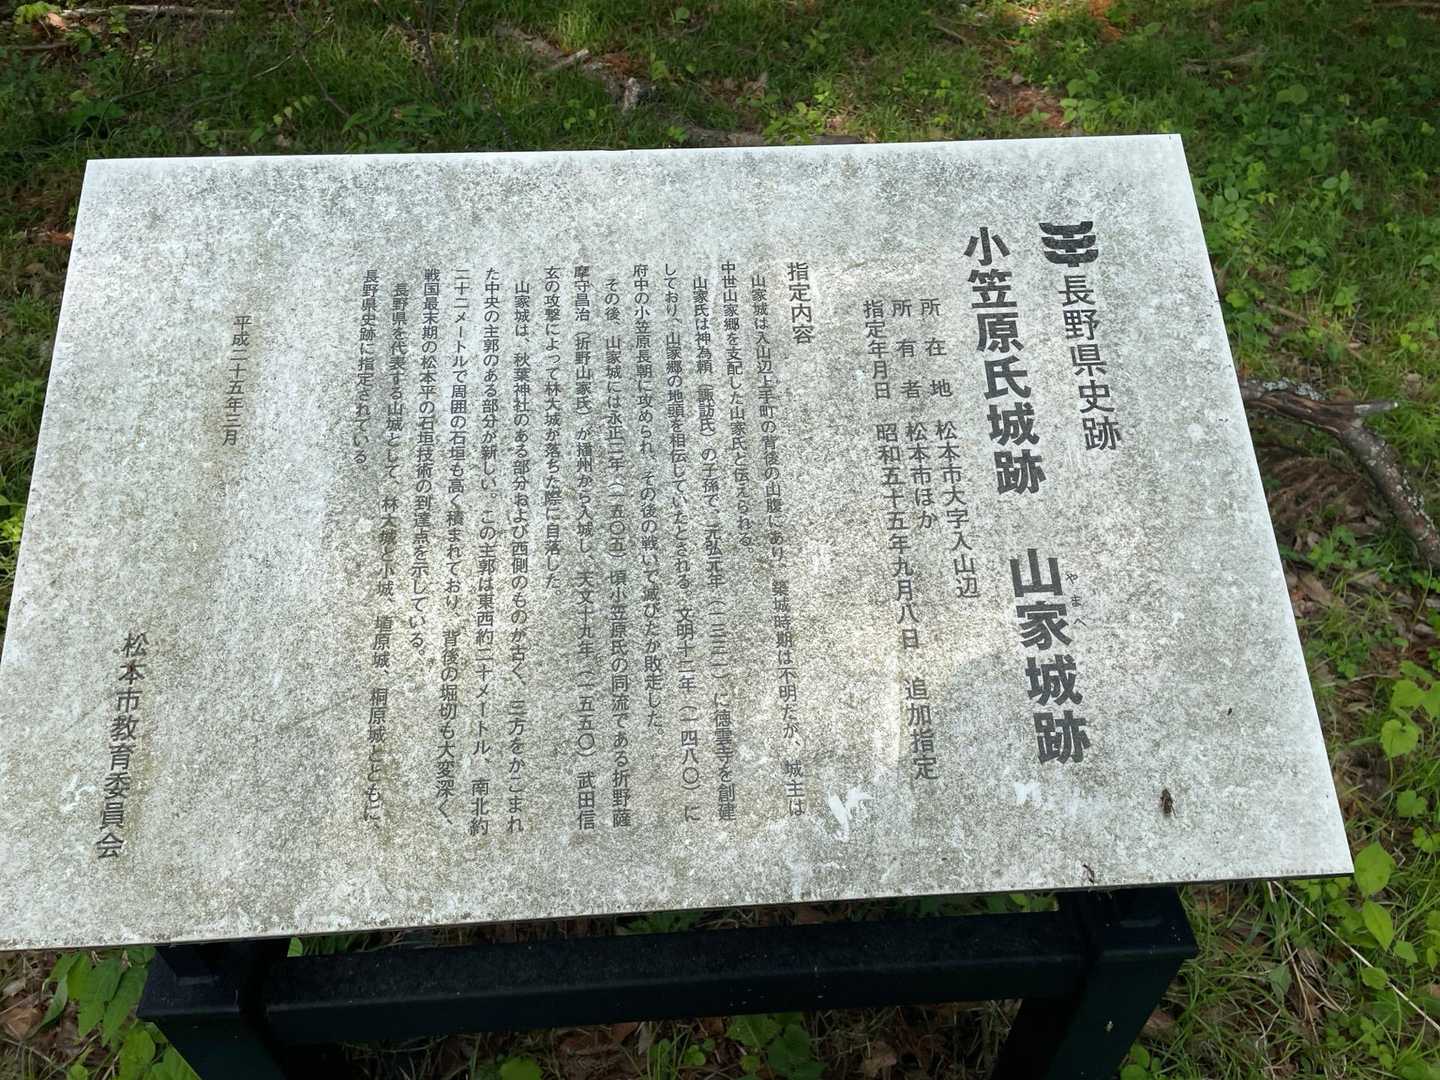 長野県史跡
小笠原氏城跡　山家城跡
やまべ
所在地　松本市大字入山辺
所有者　松本市ほか
指定年月日　昭和五十五年九月八日　追加指定
指定内容
山家城は入山辺上手町の背後の山腹にあり、築城時期は不明だが、城主は
中世山家郷を支配した山家氏と伝えられる。
山家氏は神為頼（諏訪氏）の子孫で、元弘元年（一三三一）に徳雲寺を創建
しており、山家郷の地頭を相伝していたとされる。文明十二年（一四八〇）に
府中の小笠原長朝に攻められ、その後の戦いで滅びたか敗走した。
その後、山家城には永正二年（一五〇五）頃小笠原氏の同流である折野薩
摩守昌治（折野山家氏）が播州から入城し、天文十九年（一五五〇）武田信
玄の攻撃によって林大城が落ちた際に自落した。
山家城は、秋葉神社のある部分および西側のものが古く、三方をかこまれ
た中央の主郭のある部分が新しい。この主郭は東西約二十メートル、南北約
二十二メートルで周囲の石垣も高く積まれており、背後の堀切も大変深く、
戦国最末期の松本平の石垣技術の到達点を示している。
長野県を代表する山城として、林大城と小城、埴原城、桐原城とともに、
長野県史跡に指定されている。
平成二十五年三月
松本市教育委員会